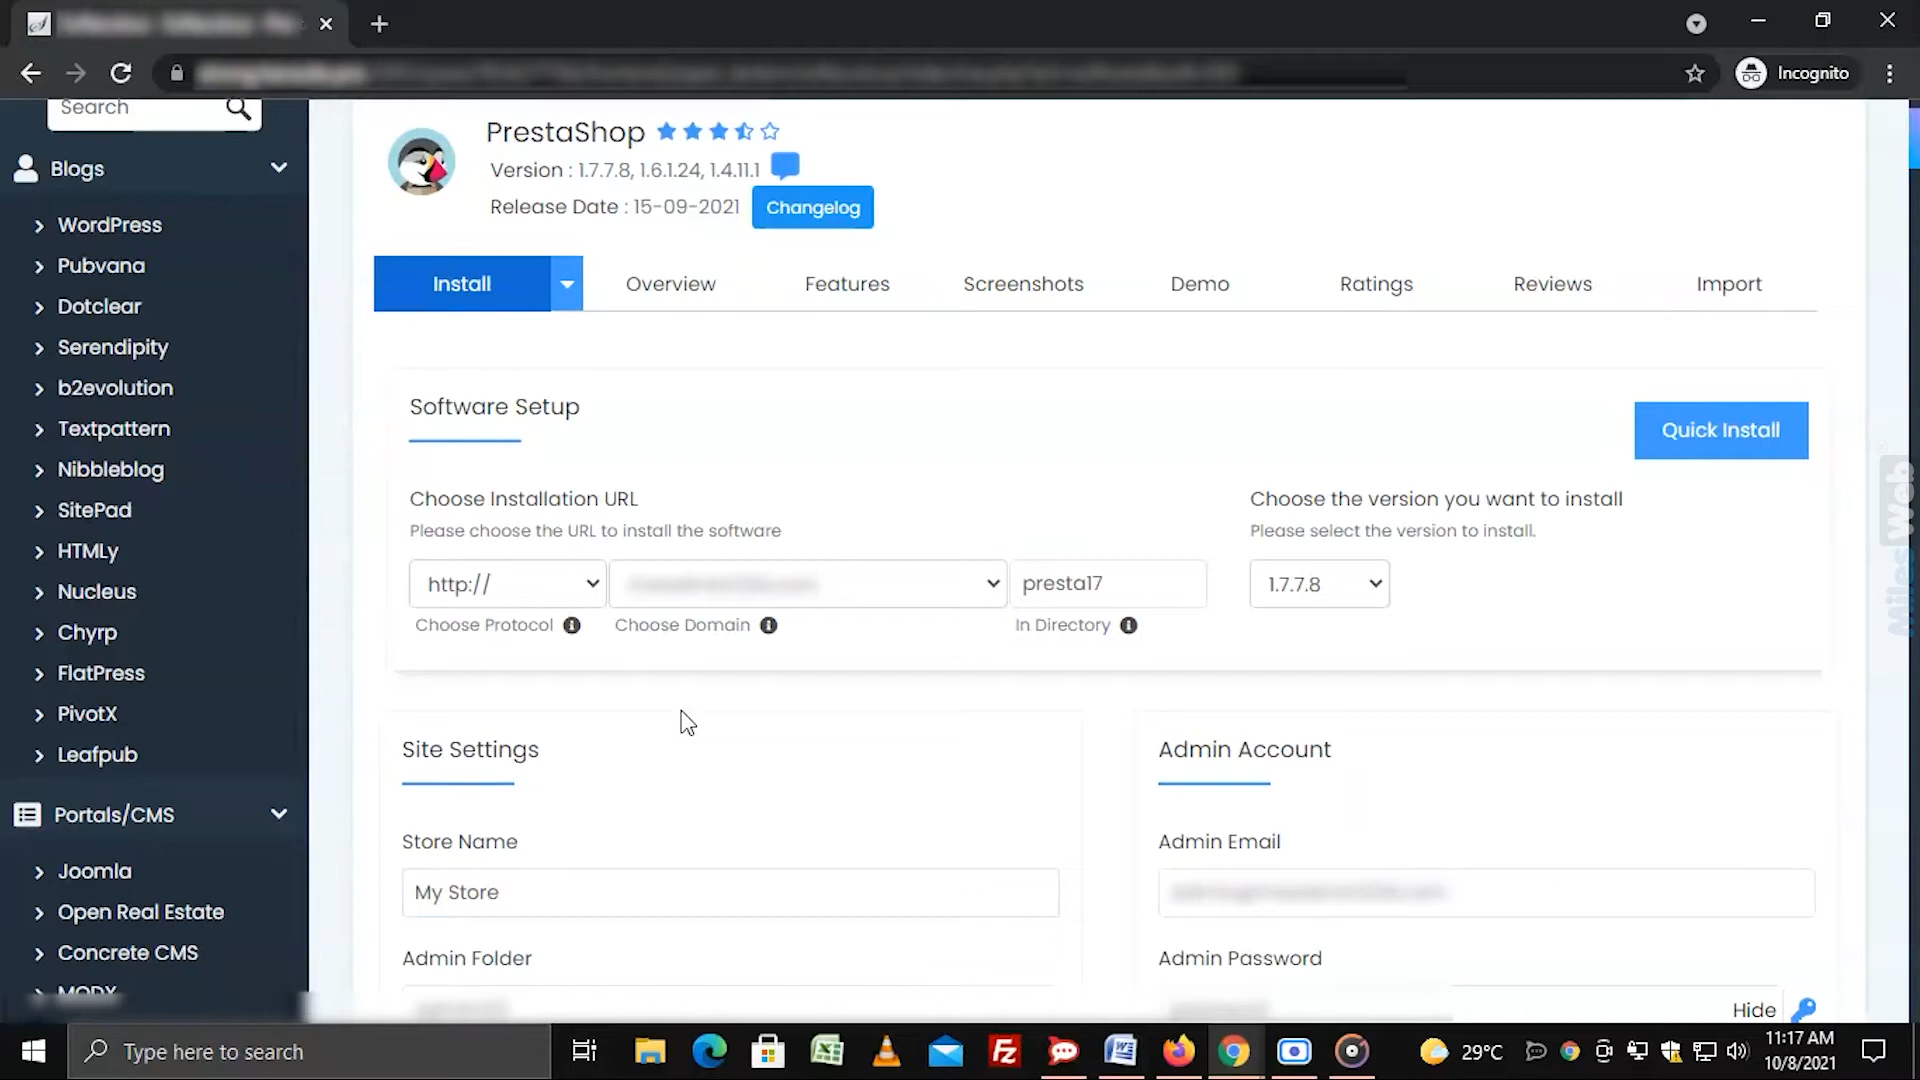 Incognito
Search
Blogs
WordPress
Pubvana
Dotclear
Serendipity
b2evolution
Textpattern
Nibbleblog
SitePad
HTMLy
Nucleus
Chyrp
FlatPress
PivotX
Leafpub
Portals/CMS
Joomla
Open Real Estate
Concrete CMS
MODX
PrestaShop
Version : 1.7.7.8, 1.6.1.24, 1.4.11.1
Release Date : 15-09-2021
Changelog
Install
Overview
Features
Screenshots
Demo
Ratings
Reviews
Import
Software Setup
Quick Install
Choose Installation URL
Please choose the URL to install the software
http://
presta17
Choose Protocol
Choose Domain
In Directory
Choose the version you want to install
Please select the version to install.
1.7.7.8
MilesWeb
Site Settings
Store Name
My Store
Admin Folder
Admin Account
Admin Email
Admin Password
Hide
Type here to search
29°C
11:17 AM
10/8/2021